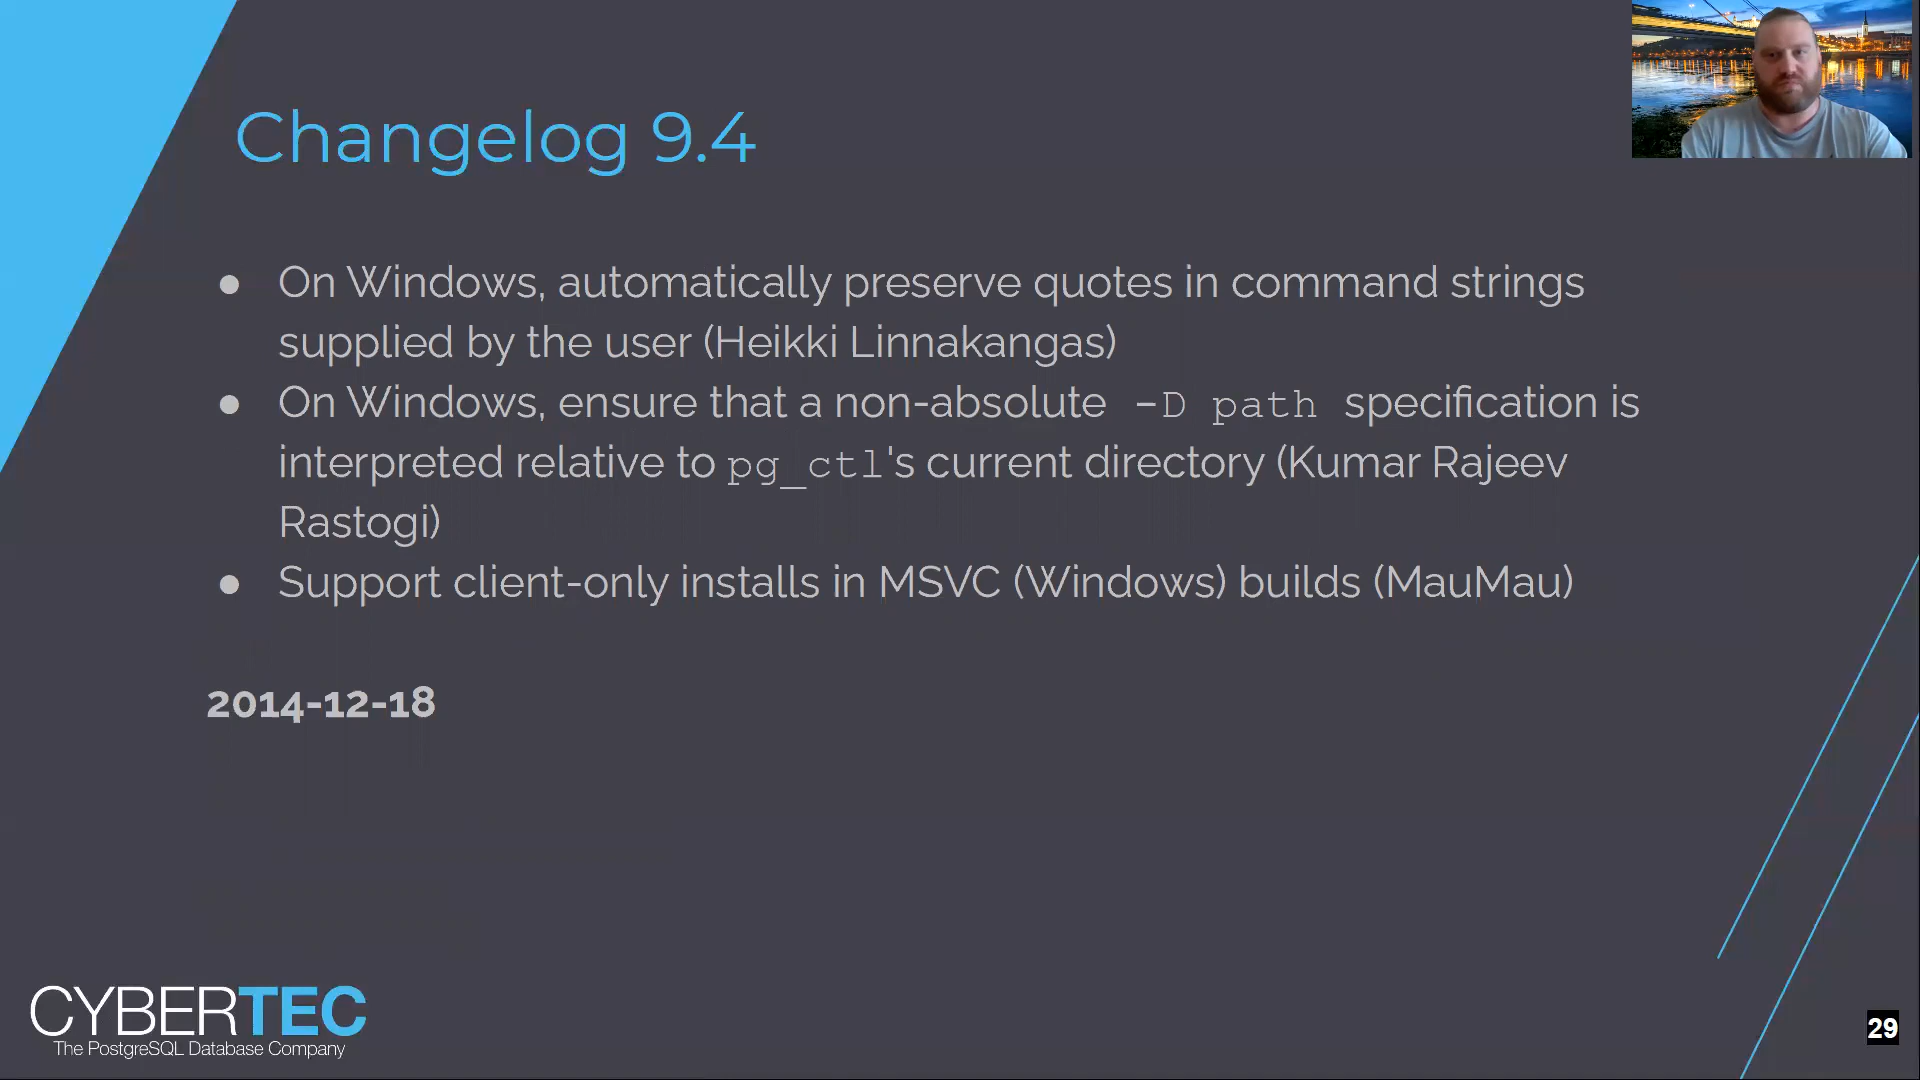 Changelog 9.4
● On Windows, automatically preserve quotes in command strings
supplied by the user (Heikki Linnakangas)
● On Windows, ensure that a non-absolute -D path specification is
interpreted relative to pg_ctl's current directory (Kumar Rajeev
Rastogi)
● Support client-only installs in MSVC (Windows) builds (MauMau)
2014-12-18
CYBERTEC
The PostgreSQL Database Company
29